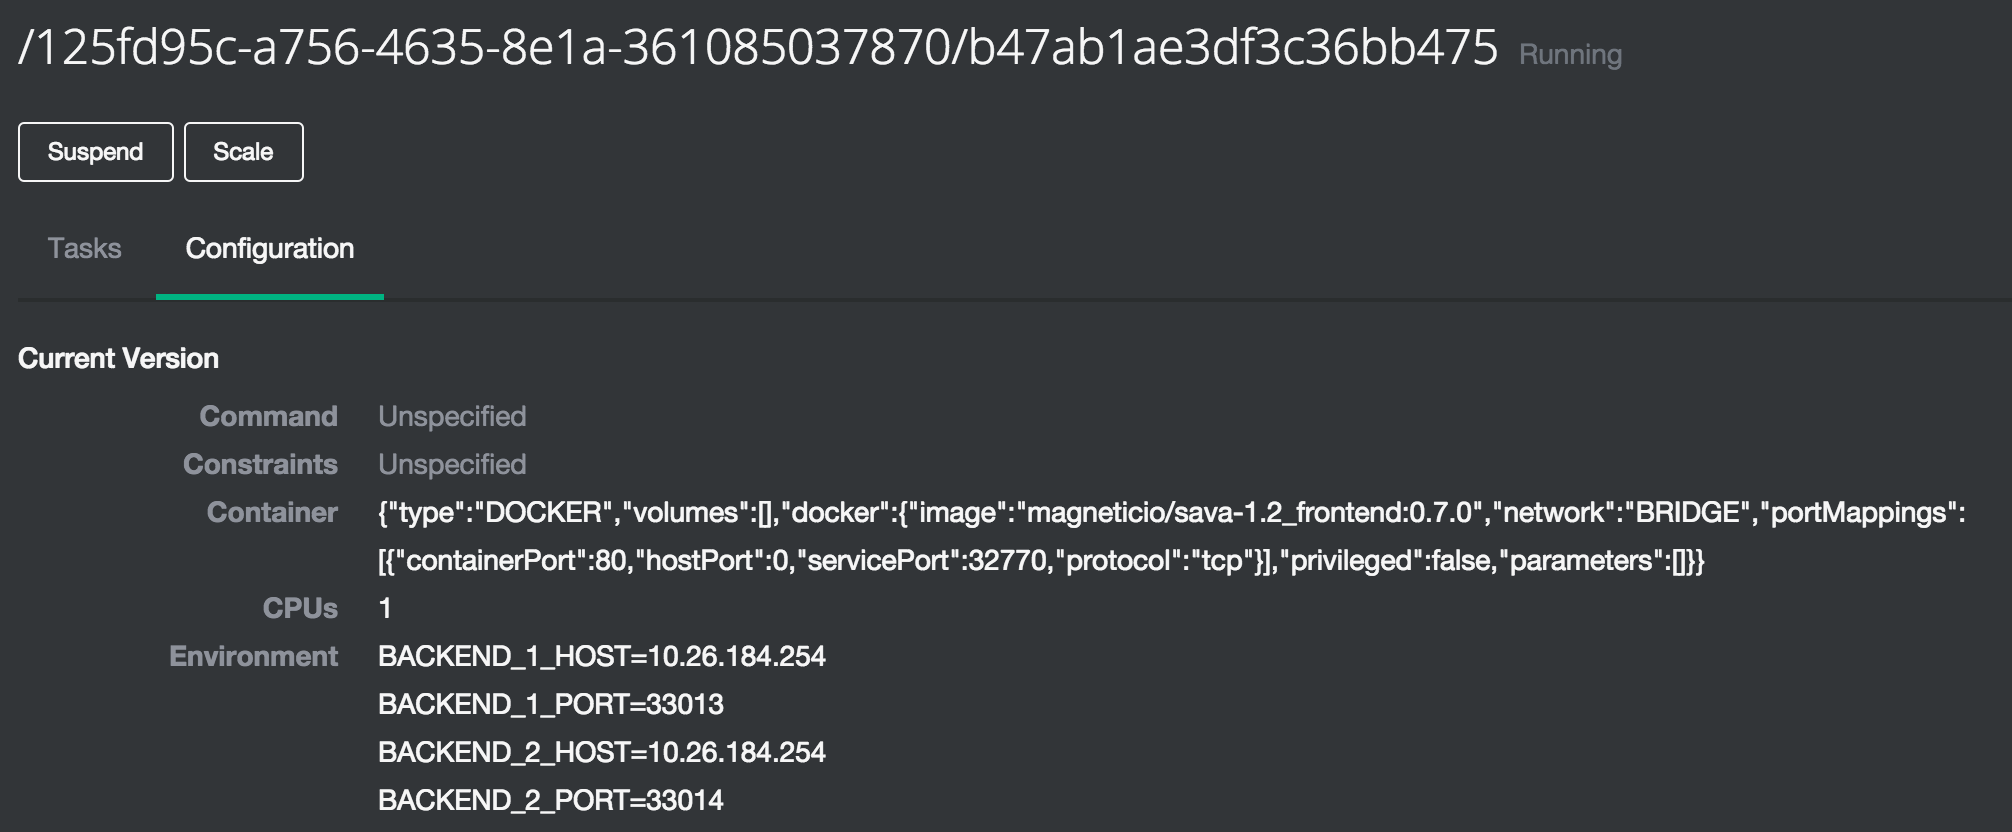 /125fd95c-a756-4635-8e1a-361085037870/b47ab1ae3df3c36bb475 Running
Suspend Scale
Tasks Configuration
Current Version
Command Unspecified
Constraints Unspecified
Container {"type":"DOCKER","volumes":[],"docker":{"image":"magneticio/sava-1.2_frontend:0.7.0","network":"BRIDGE","portMappings":
[{"containerPort":80,"hostPort":0,"servicePort":32770,"protocol":"tcp"}],"privileged":false,"parameters":[]}}
CPUs 1
Environment BACKEND_1_HOST=10.26.184.254
BACKEND_1_PORT=33013
BACKEND_2_HOST=10.26.184.254
BACKEND_2_PORT=33014